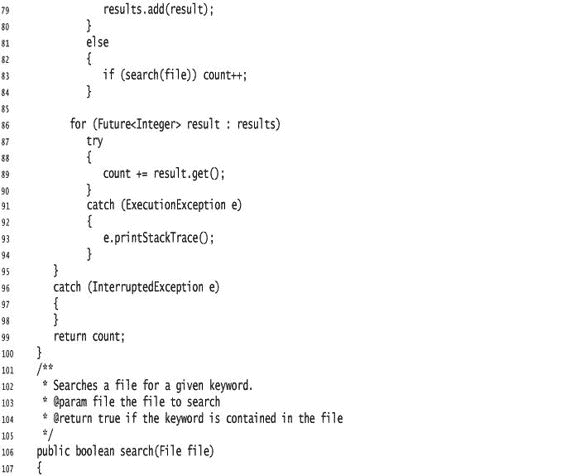 79 results.add(result);
80 }
81 else
82 {
83 if (search(file)) count++;
84 }
85
86 for (Future<Integer> result : results)
87 try
88 {
89 count += result.get();
90 }
91 catch (ExecutionException e)
92 {
93 e.printStackTrace();
94 }
95 }
96 catch (InterruptedException e)
97 {
98 }
99 return count;
100 }
101 /**
102 * Searches a file for a given keyword.
103 * @param file the file to search
104 * @return true if the keyword is contained in the file
105 */
106 public boolean search(File file)
107 {